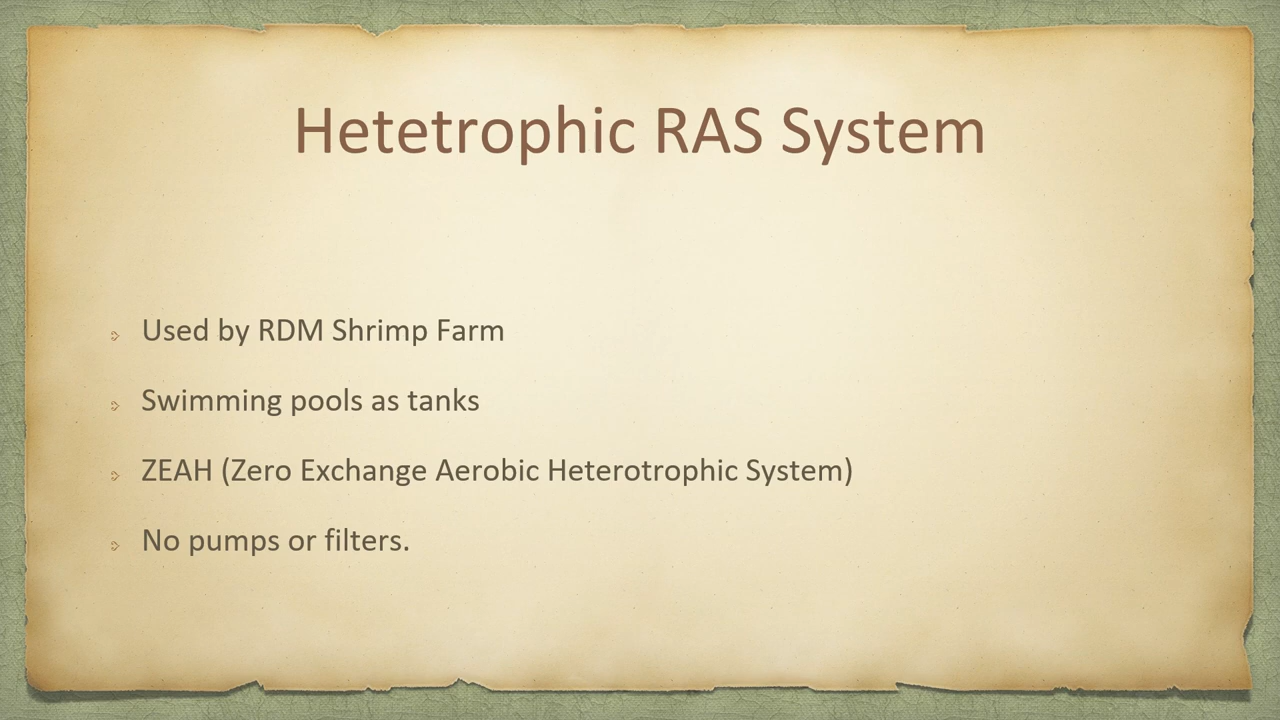 Hetetrophic RAS System
Used by RDM Shrimp Farm
Swimming pools as tanks
ZEAH (Zero Exchange Aerobic Heterotrophic System)
No pumps or filters.